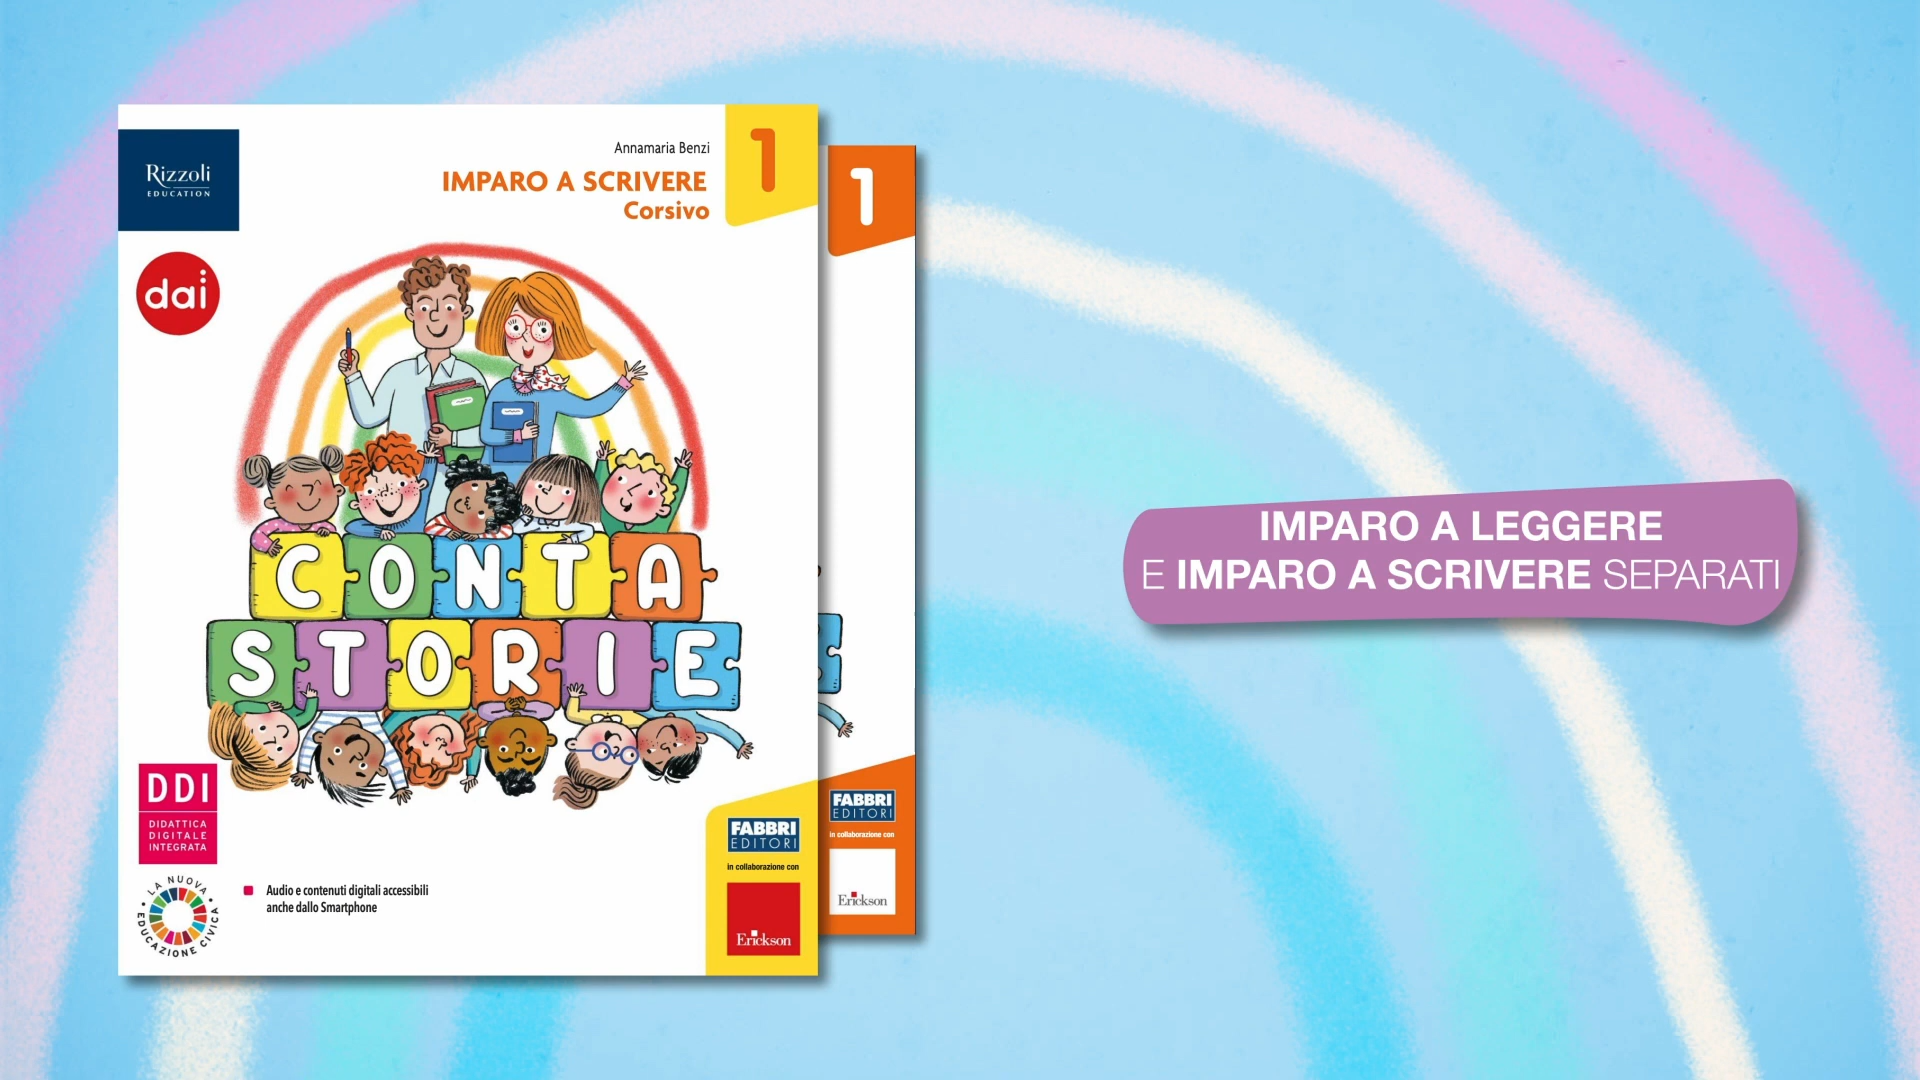 Rizzoli
EDUCATION
Annamaria Benzi
IMPARO A SCRIVERE
Corsivo
1
1
dai
CONTA
STORIE
DDI
DIDATTICA
DIGITALE
INTEGRATA
LA NUOVA
EDUCAZIONE CIVICA
Audio e contenuti digitali accessibili
anche dallo Smartphone
FABBRI
EDITORI
in collaborazione con
Erickson
FABBRI
EDITORI
in collaborazione con
Erickson
IMPARO A LEGGERE
E IMPARO A SCRIVERE SEPARATI